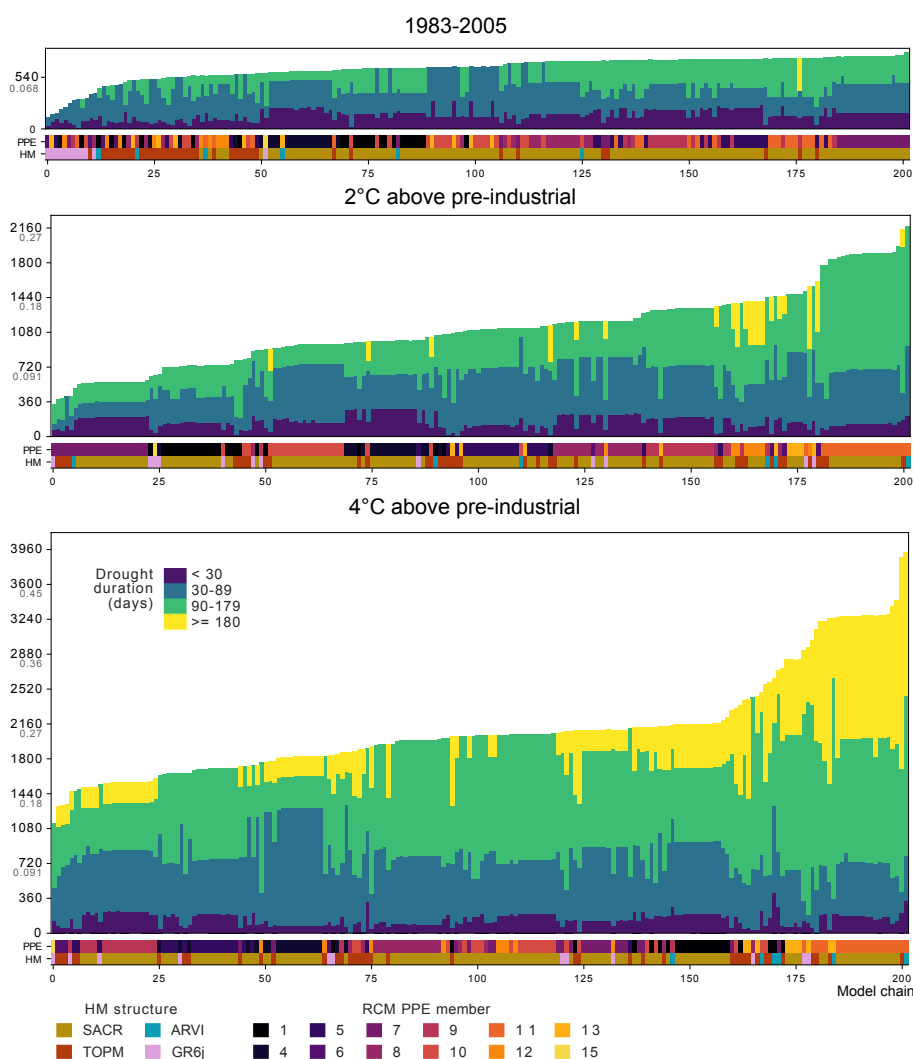 1983-2005
540
0.068
0
PPE
HM
0 25 50 75 100 125 150 175 200
2°C above pre-industrial
2160
0.27
1800
1440
0.18
1080
720
0.091
360
0
PPE
HM
0 25 50 75 100 125 150 175 200
4°C above pre-industrial
3960
3600
0.45
3240
2880
0.36
2520
2160
0.27
1800
1440
0.18
1080
720
0.091
360
0
Drought duration (days)
< 30
30-89
90-179
>= 180
PPE
HM
0 25 50 75 100 125 150 175 200
Model chain
HM structure RCM PPE member
SACR ARVI 1 5 7 9 11 13
TOPM GR6j 4 6 8 10 12 15